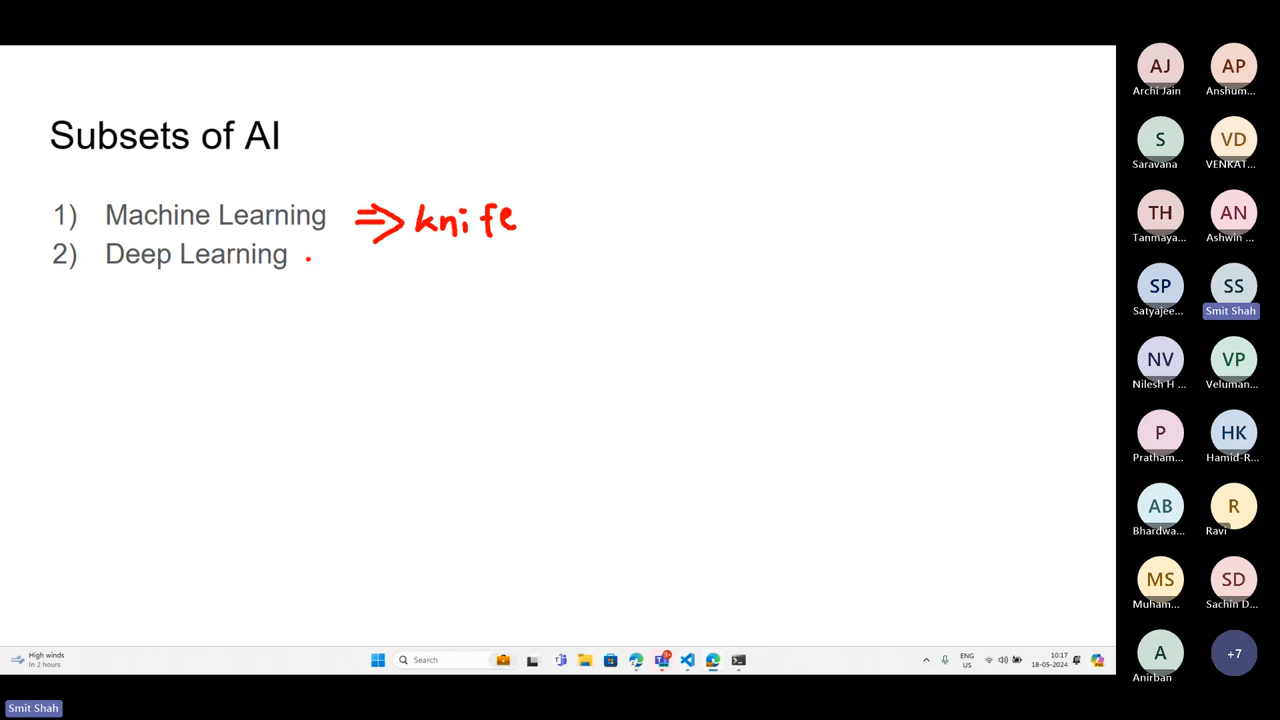 Subsets of AI
1) Machine Learning => knife
2) Deep Learning
AJ AP
Archi Jain Anshum...
S VD
Saravana VENKAT...
TH AN
Tanmaya... Ashwin ...
SP SS
Satyajee... Smit Shah
NV VP
Nilesh H ... Veluman...
P HK
Pratham... Hamid-R...
AB R
Bhardwa... Ravi
MS SD
Muham... Sachin D...
A +7
Anirban
High winds
In 2 hours
Search
ENG
US
10:17
18-05-2024
Smit Shah